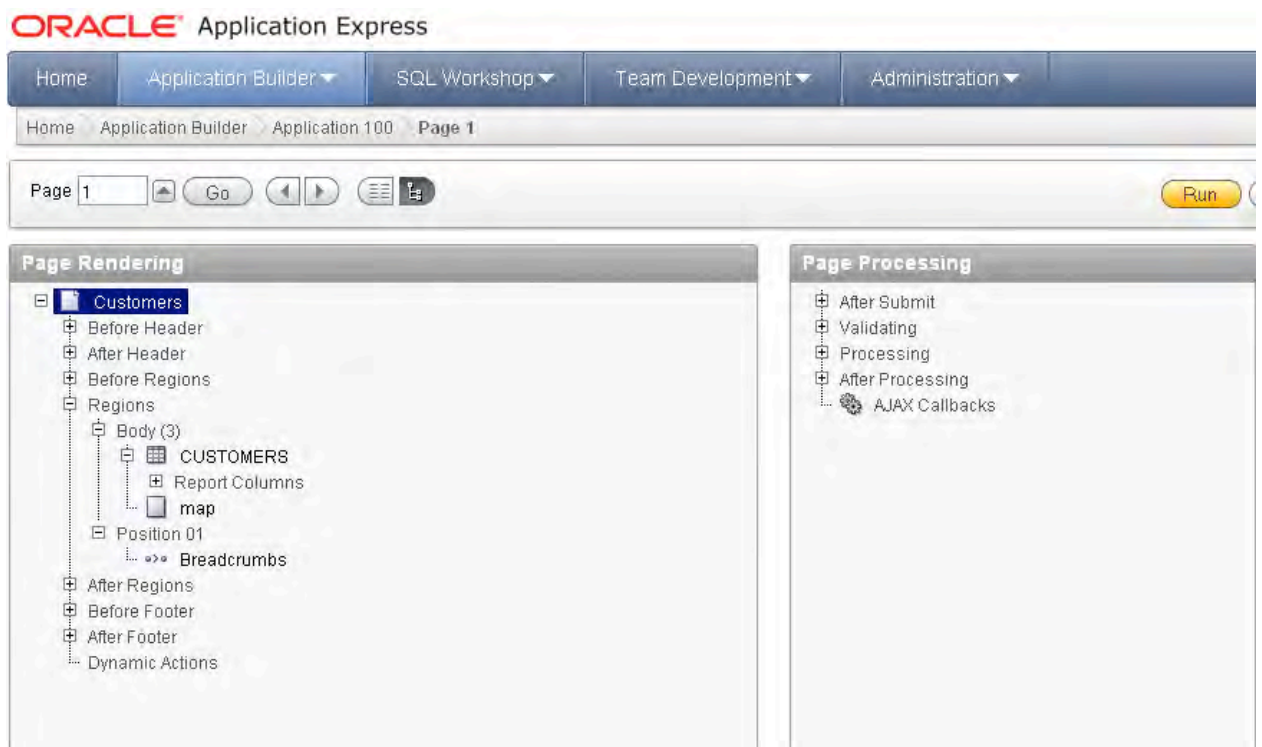 ORACLE Application Express
Home Application Builder SQL Workshop Team Development Administration
Home Application Builder Application 100 Page 1
Page 1 Go Run
Page Rendering
Customers
Before Header
After Header
Before Regions
Regions
Body (3)
CUSTOMERS
Report Columns
map
Position 01
Breadcrumbs
After Regions
Before Footer
After Footer
Dynamic Actions
Page Processing
After Submit
Validating
Processing
After Processing
AJAX Callbacks